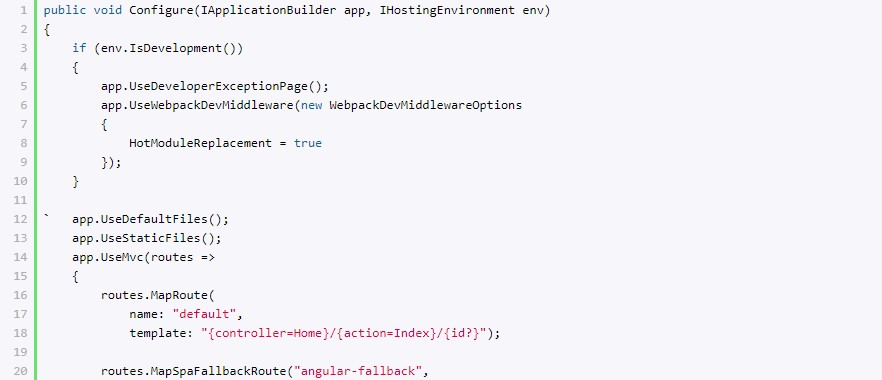 1 public void Configure(IApplicationBuilder app, IHostingEnvironment env)
2 {
3     if (env.IsDevelopment())
4     {
5         app.UseDeveloperExceptionPage();
6         app.UseWebpackDevMiddleware(new WebpackDevMiddlewareOptions
7         {
8             HotModuleReplacement = true
9         });
10     }
11
12 `   app.UseDefaultFiles();
13     app.UseStaticFiles();
14     app.UseMvc(routes =>
15     {
16         routes.MapRoute(
17             name: "default",
18             template: "{controller=Home}/{action=Index}/{id?}");
19
20         routes.MapSpaFallbackRoute("angular-fallback",